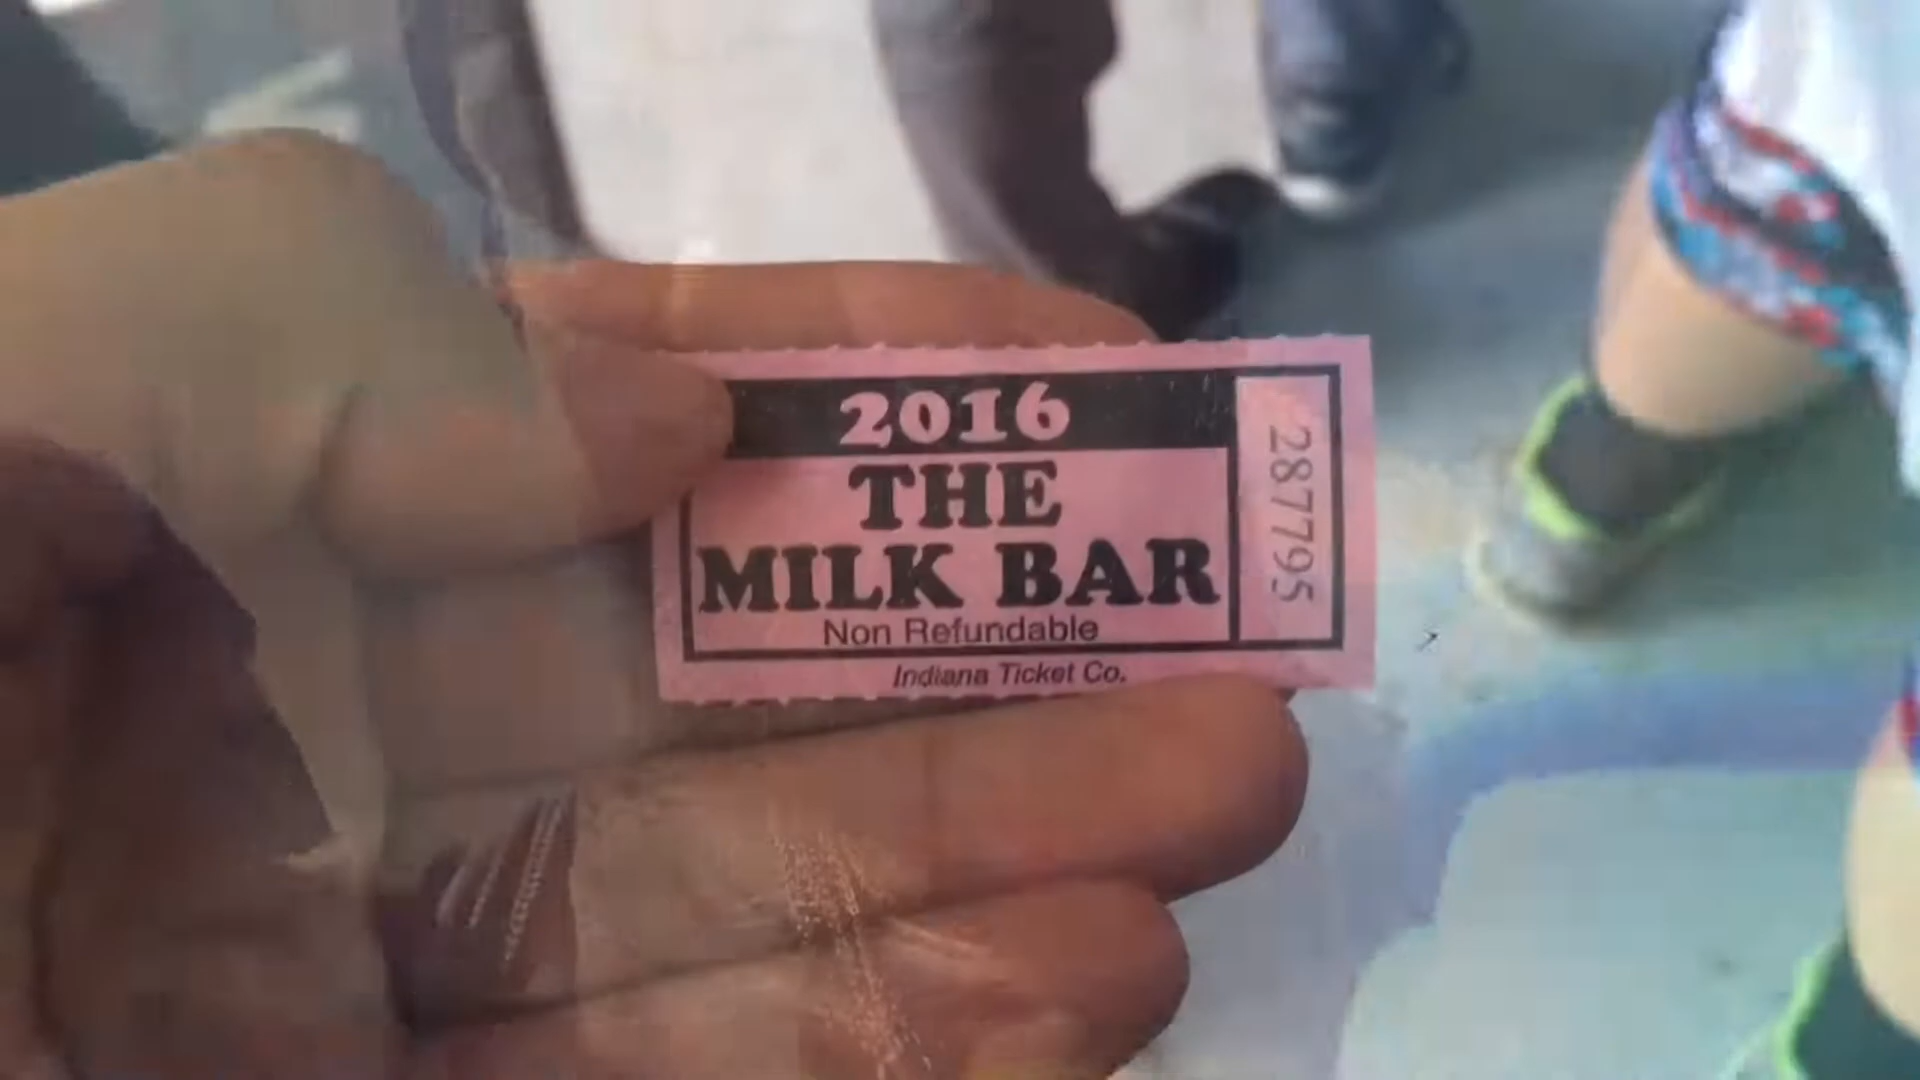 2016
THE
MILK BAR
Non Refundable
Indiana Ticket Co.
287795